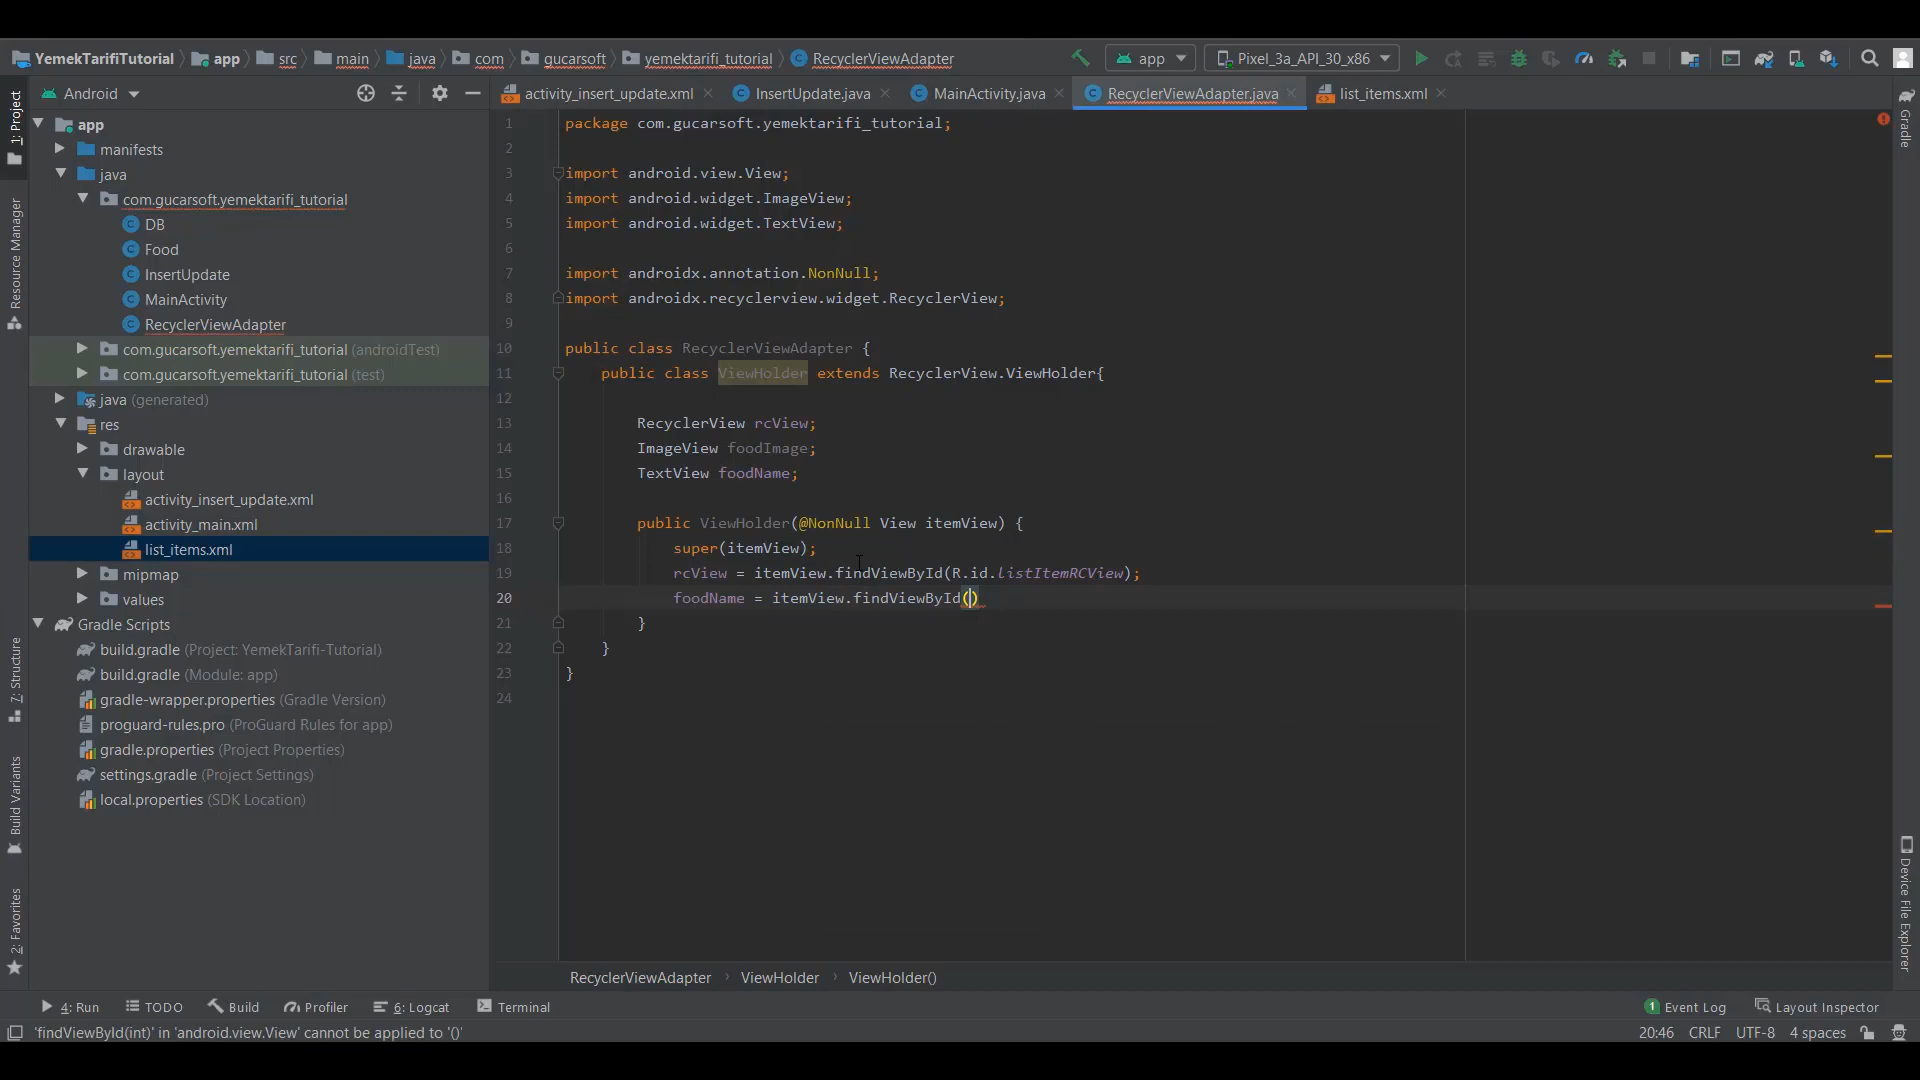 YemekTarifiTutorial app src main java com gucarsoft yemektarifi_tutorial RecyclerViewAdapter app Pixel_3a_API_30_x86
1: Project
Resource Manager
7: Structure
Build Variants
2: Favorites
Android
app
manifests
java
com.gucarsoft.yemektarifi_tutorial
DB
Food
InsertUpdate
MainActivity
RecyclerViewAdapter
com.gucarsoft.yemektarifi_tutorial (androidTest)
com.gucarsoft.yemektarifi_tutorial (test)
java (generated)
res
drawable
layout
activity_insert_update.xml
activity_main.xml
list_items.xml
mipmap
values
Gradle Scripts
build.gradle (Project: YemekTarifi-Tutorial)
build.gradle (Module: app)
gradle-wrapper.properties (Gradle Version)
proguard-rules.pro (ProGuard Rules for app)
gradle.properties (Project Properties)
settings.gradle (Project Settings)
local.properties (SDK Location)
activity_insert_update.xml InsertUpdate.java MainActivity.java RecyclerViewAdapter.java list_items.xml
1 package com.gucarsoft.yemektarifi_tutorial;
2
3 import android.view.View;
4 import android.widget.ImageView;
5 import android.widget.TextView;
6
7 import androidx.annotation.NonNull;
8 import androidx.recyclerview.widget.RecyclerView;
9
10 public class RecyclerViewAdapter {
11 public class ViewHolder extends RecyclerView.ViewHolder{
12
13 RecyclerView rcView;
14 ImageView foodImage;
15 TextView foodName;
16
17 public ViewHolder(@NonNull View itemView) {
18 super(itemView);
19 rcView = itemView.findViewById(R.id.listItemRCView);
20 foodName = itemView.findViewById()
21 }
22 }
23 }
24
Gradle
Device File Explorer
RecyclerViewAdapter › ViewHolder › ViewHolder()
4: Run TODO Build Profiler 6: Logcat Terminal 1 Event Log Layout Inspector
'findViewById(int)' in 'android.view.View' cannot be applied to '()' 20:46 CRLF UTF-8 4 spaces